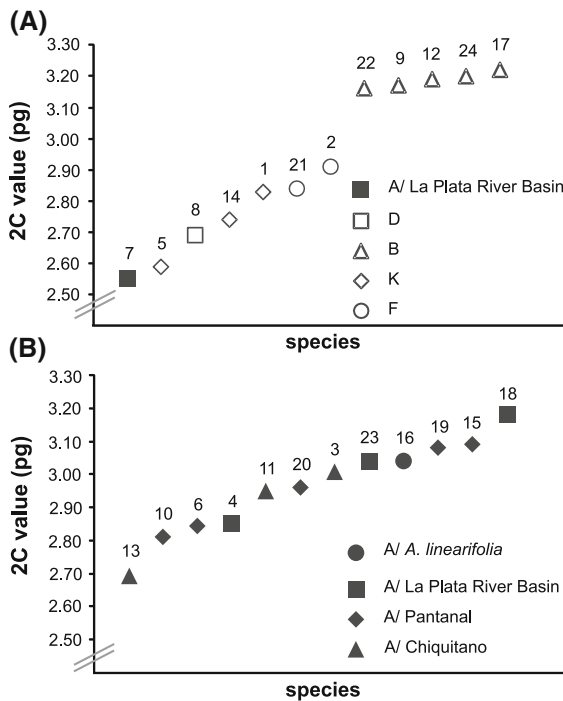 (A)
3.30
3.20
3.10
3.00
2.90
2.80
2.70
2.60
2.50
2C value (pg)
7
5
8
14
1
21
2
22
9
12
24
17
A/ La Plata River Basin
D
B
K
F
species
(B)
3.30
3.20
3.10
3.00
2.90
2.80
2.70
2.60
2.50
2C value (pg)
13
10
6
4
11
20
3
23
16
19
15
18
A/ A. linearifolia
A/ La Plata River Basin
A/ Pantanal
A/ Chiquitano
species